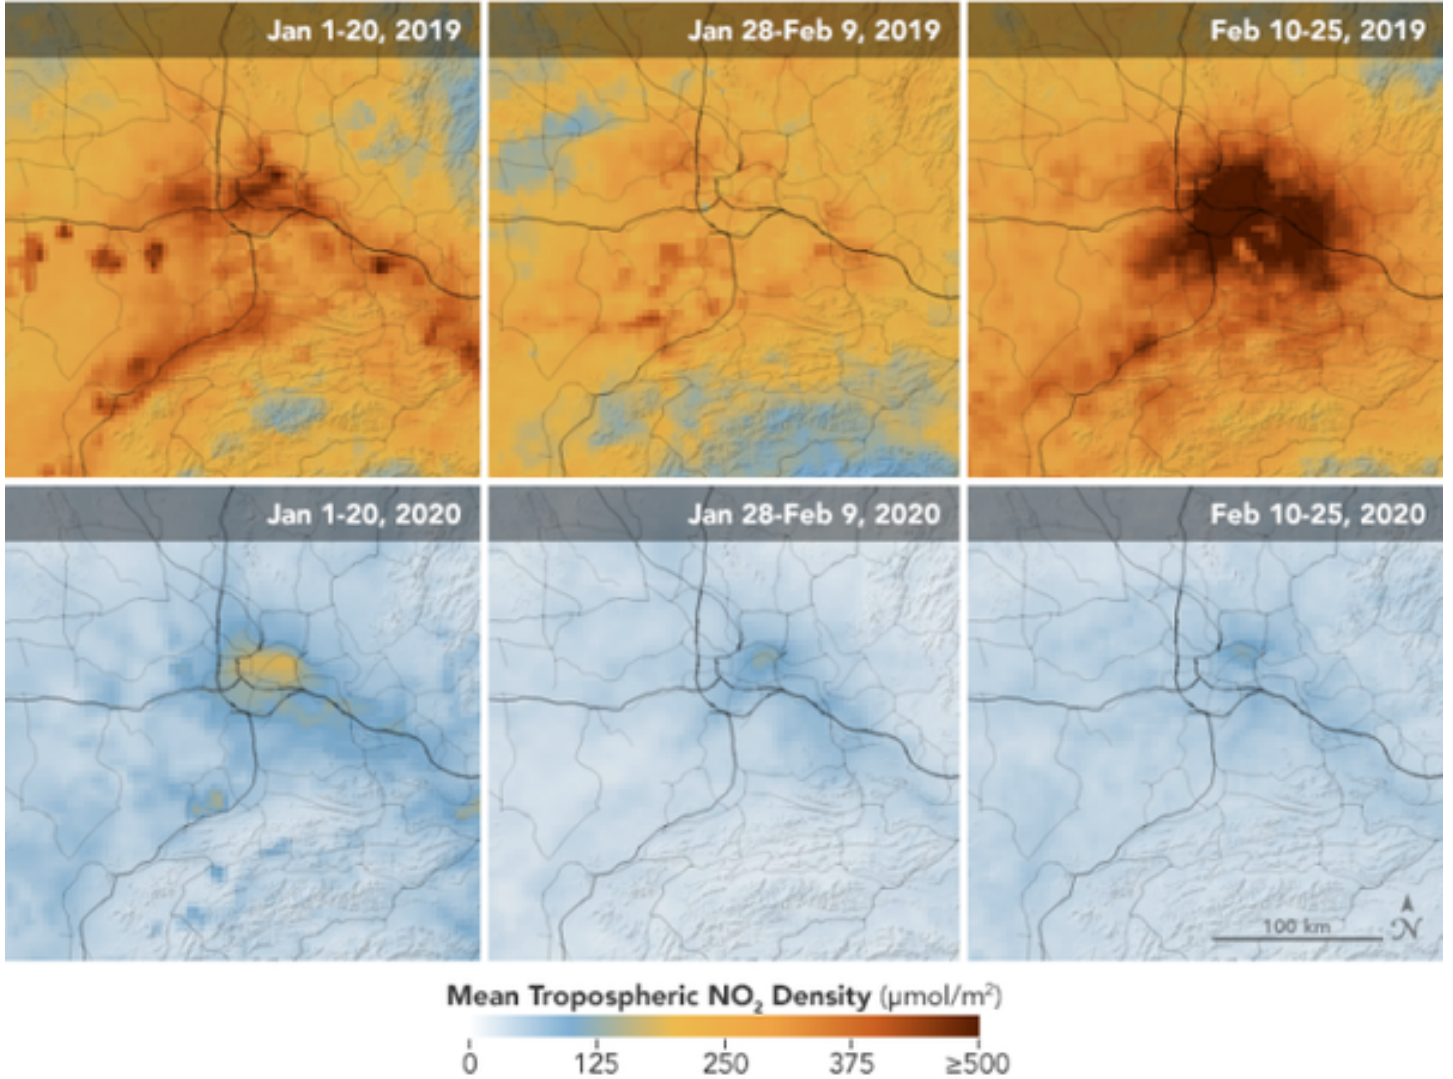 Jan 1-20, 2019
Jan 28-Feb 9, 2019
Feb 10-25, 2019
Jan 1-20, 2020
Jan 28-Feb 9, 2020
Feb 10-25, 2020
100 km
N
Mean Tropospheric NO₂ Density (µmol/m²)
0 125 250 375 ≥500